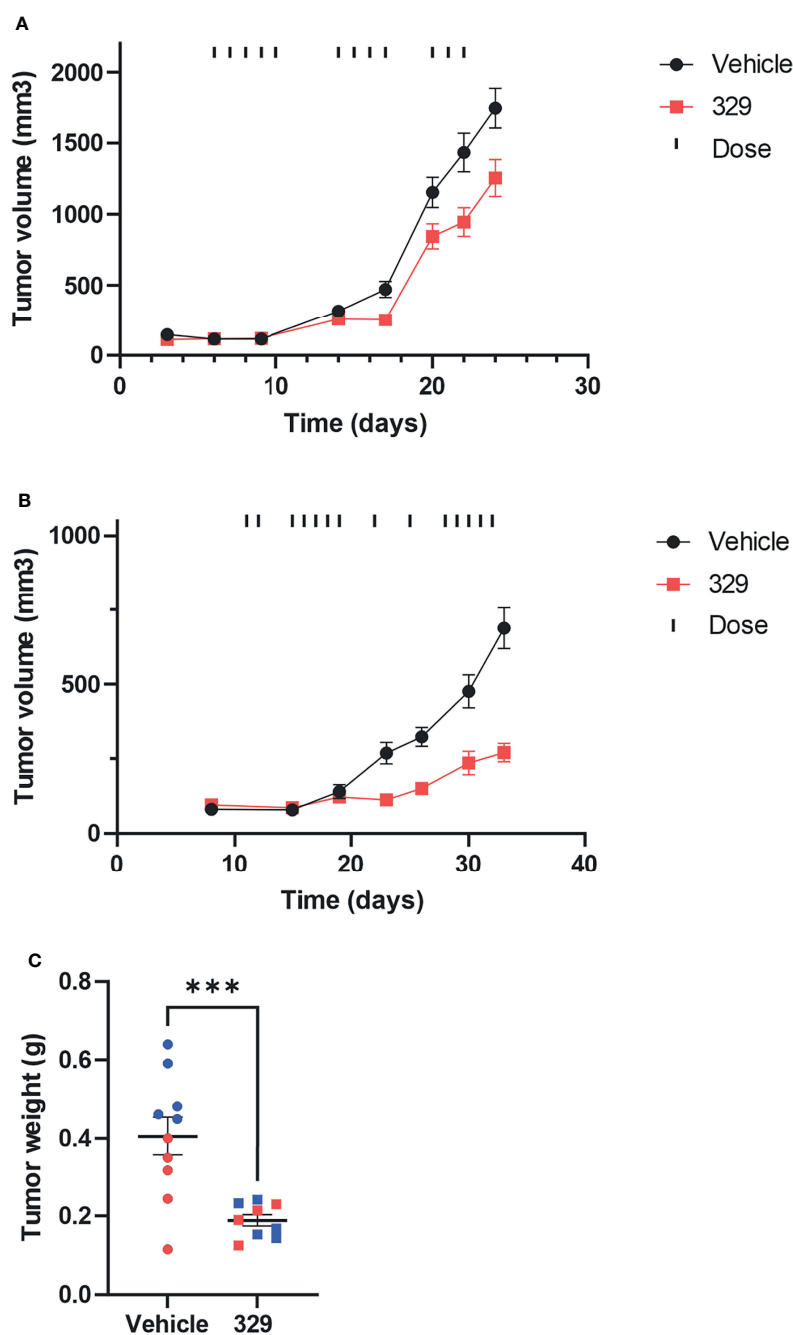 A
Tumor volume (mm3)
2000
1500
1000
500
0
0 10 20 30
Time (days)
Vehicle
329
Dose
B
Tumor volume (mm3)
1000
500
0
0 10 20 30 40
Time (days)
Vehicle
329
Dose
C
Tumor weight (g)
0.8
0.6
0.4
0.2
0.0
***
Vehicle 329